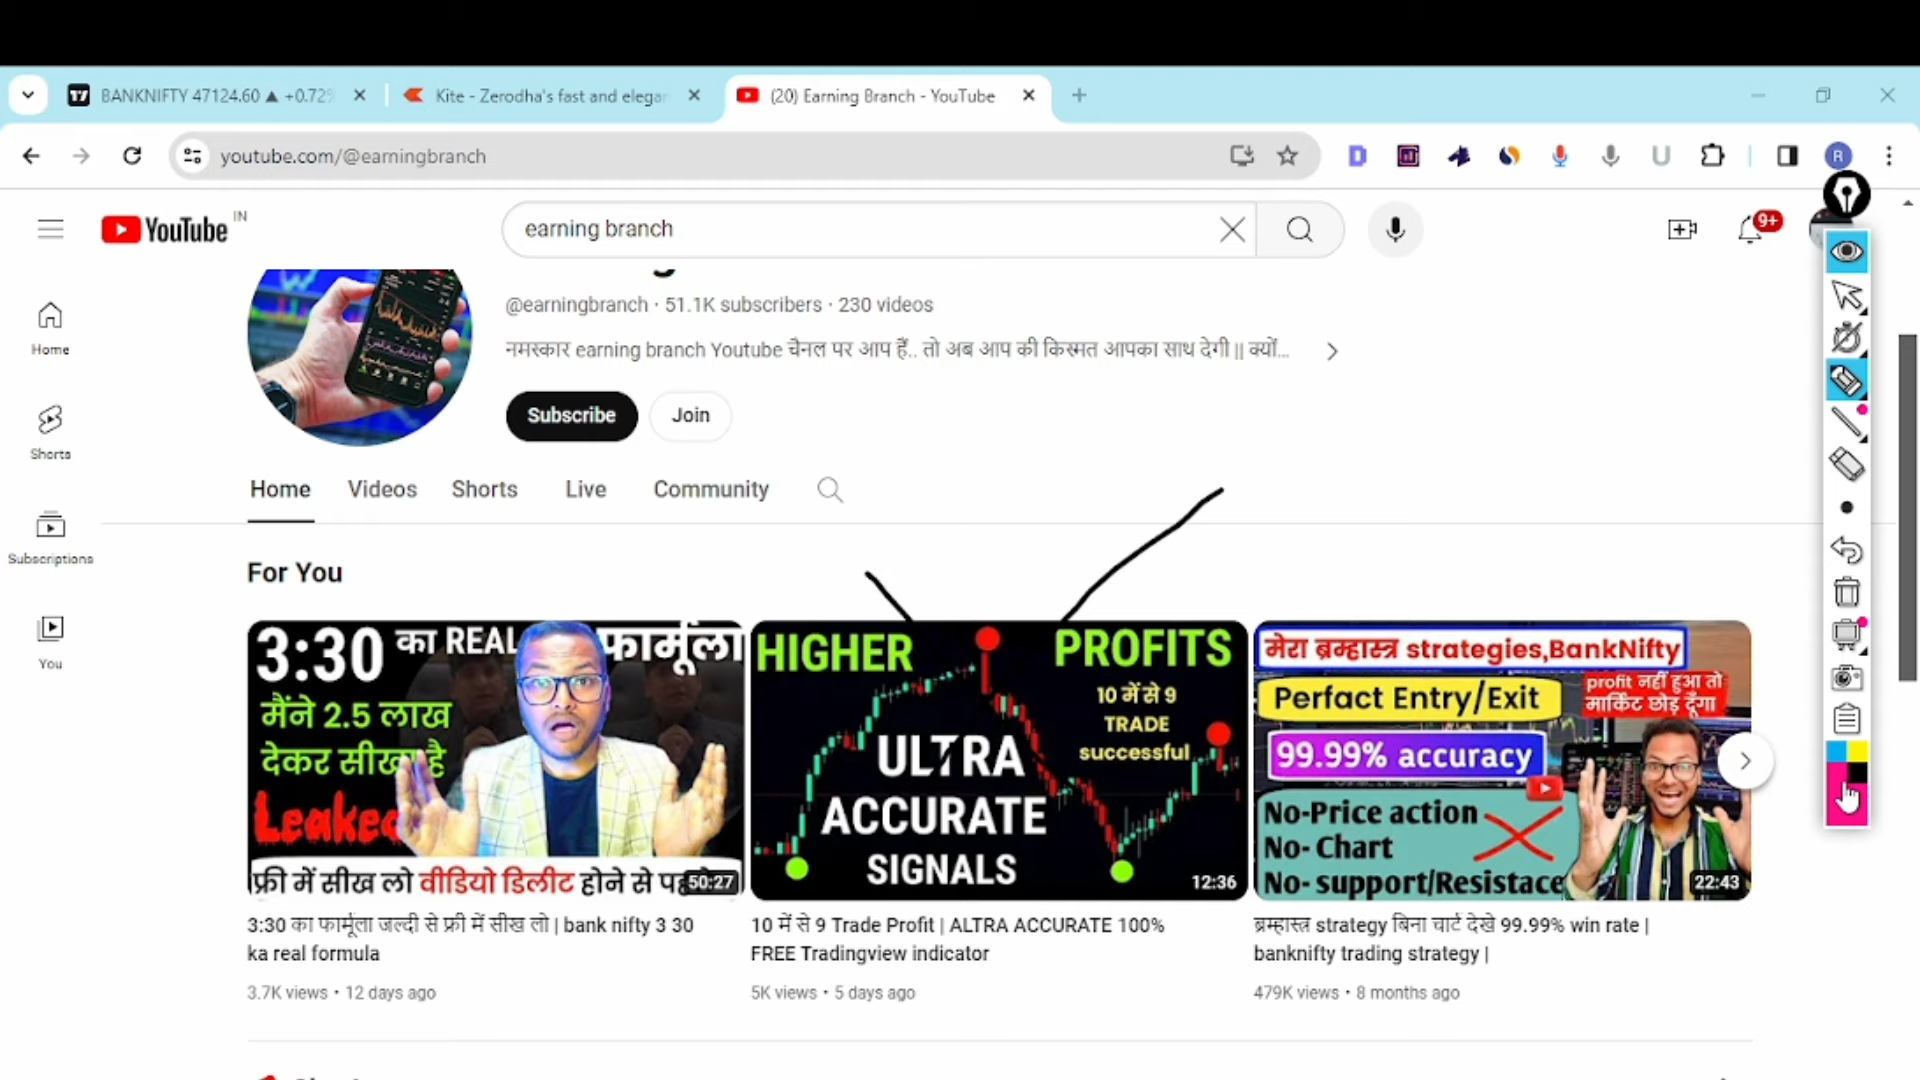 BANKNIFTY 47124.60 ▲ +0.72%
Kite - Zerodha's fast and elegan
(20) Earning Branch - YouTube
youtube.com/@earningbranch
R
YouTube IN
earning branch
9+
@earningbranch · 51.1K subscribers · 230 videos
नमस्कार earning branch Youtube चैनल पर आप हैं.. तो अब आप की किस्मत आपका साथ देगी || क्यों...
Subscribe
Join
Home
Shorts
Subscriptions
You
Home
Videos
Shorts
Live
Community
For You
3:30 का REAL फार्मूला
मैंने 2.5 लाख
देकर सीखा है
Leaked
फ्री में सीख लो वीडियो डिलीट होने से
50:27
HIGHER PROFITS
10 में से 9
TRADE
successful
ULTRA
ACCURATE
SIGNALS
12:36
मेरा ब्रम्हास्त्र strategies,BankNifty
Perfact Entry/Exit
profit नहीं हुआ तो
मार्किट छोड़ दूँगा
99.99% accuracy
No-Price action
No- Chart
No- support/Resistace
22:43
3:30 का फार्मूला जल्दी से फ्री में सीख लो | bank nifty 3 30
ka real formula
3.7K views • 12 days ago
10 में से 9 Trade Profit | ALTRA ACCURATE 100%
FREE Tradingview indicator
5K views • 5 days ago
ब्रम्हास्त्र strategy बिना चार्ट देखे 99.99% win rate |
banknifty trading strategy |
479K views • 8 months ago